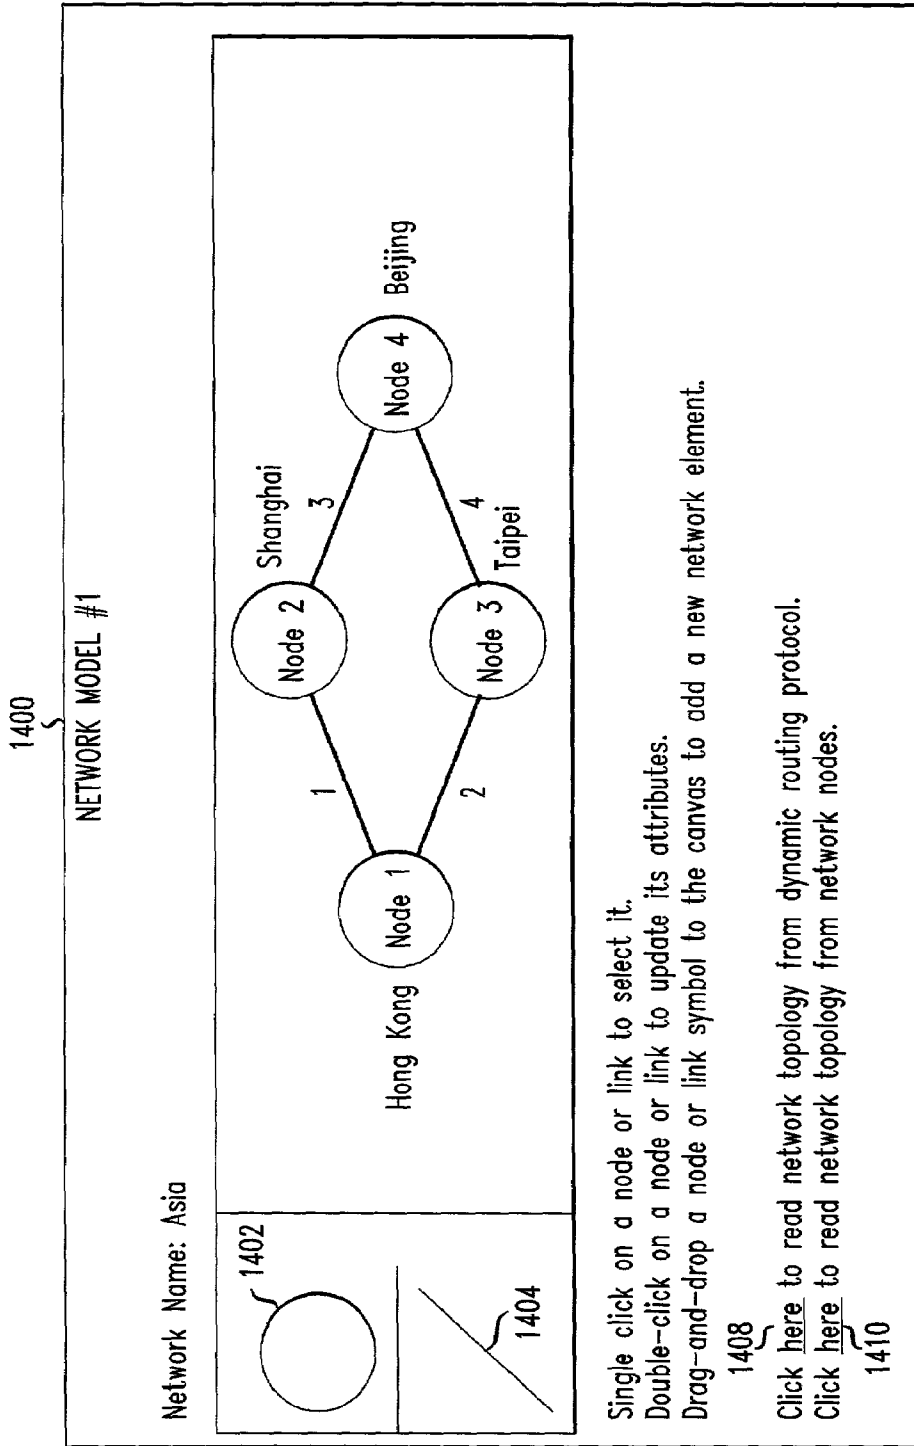 1400
NETWORK MODEL #1
Network Name: Asia
1402
1404
Shanghai
Node 2
1
3
Hong Kong
Node 1
Node 4
Beijing
2
4
Node 3
Taipei
Single click on a node or link to select it.
Double-click on a node or link to update its attributes.
Drag-and-drop a node or link symbol to the canvas to add a new network element.
1408
Click here to read network topology from dynamic routing protocol.
Click here to read network topology from network nodes.
1410